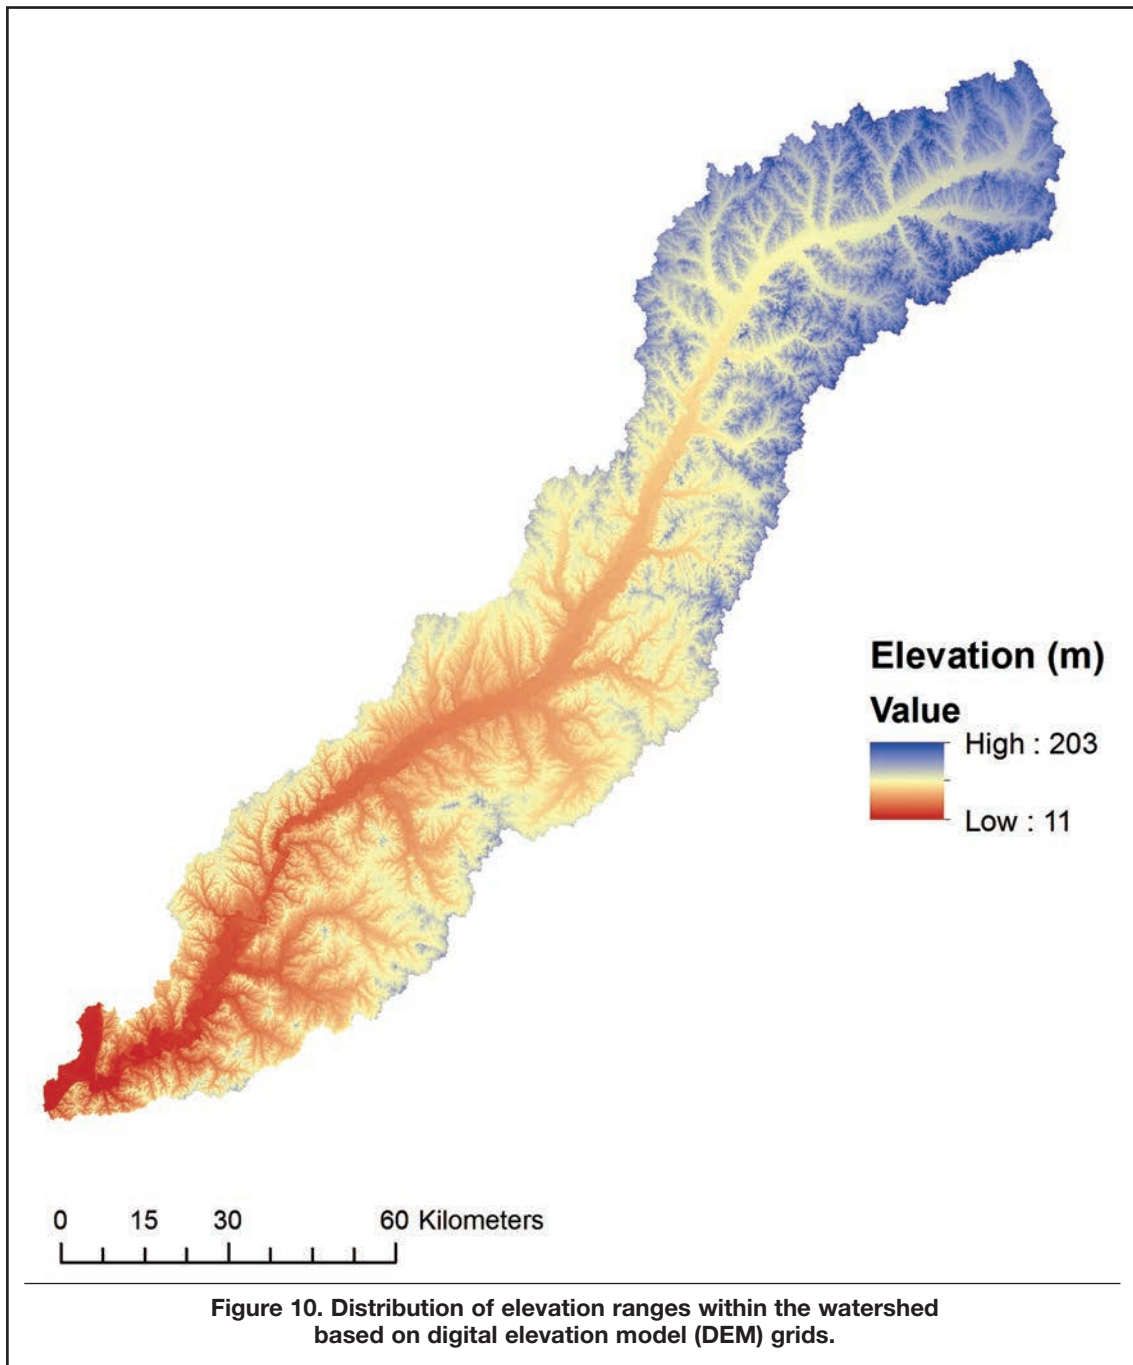 Elevation (m)
Value
High : 203
Low : 11
0 15 30 60 Kilometers
Figure 10. Distribution of elevation ranges within the watershed
based on digital elevation model (DEM) grids.